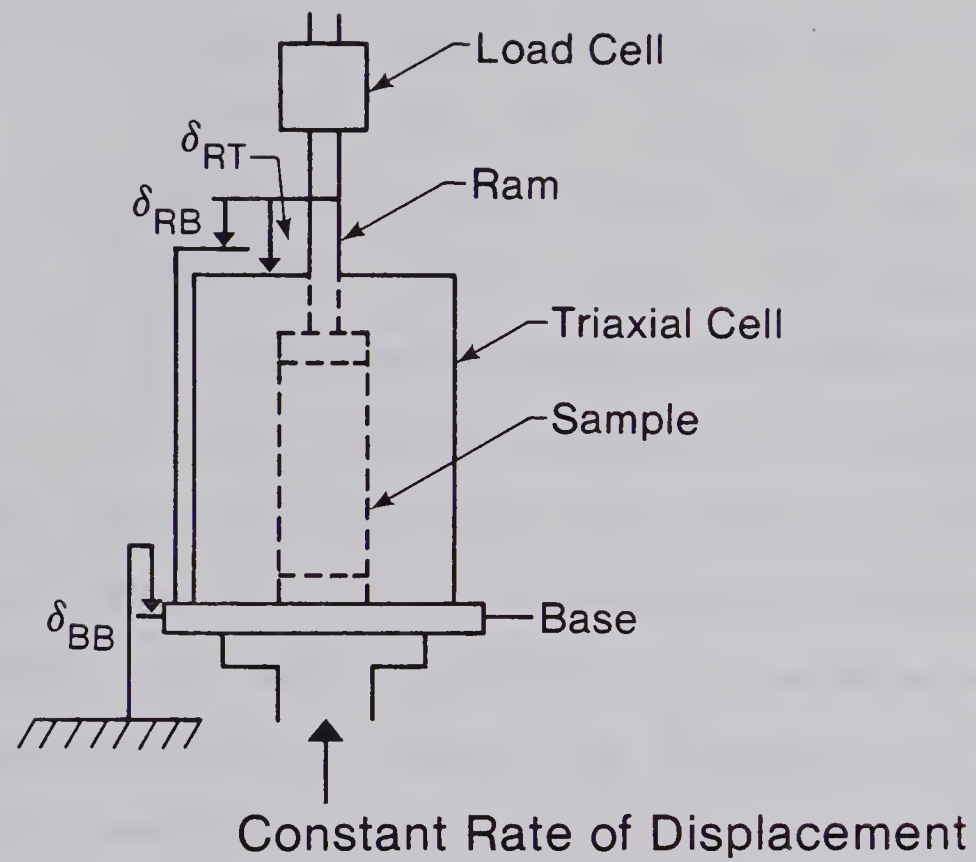 Load Cell
δRT
Ram
δRB
Triaxial Cell
Sample
δBB
Base
Constant Rate of Displacement